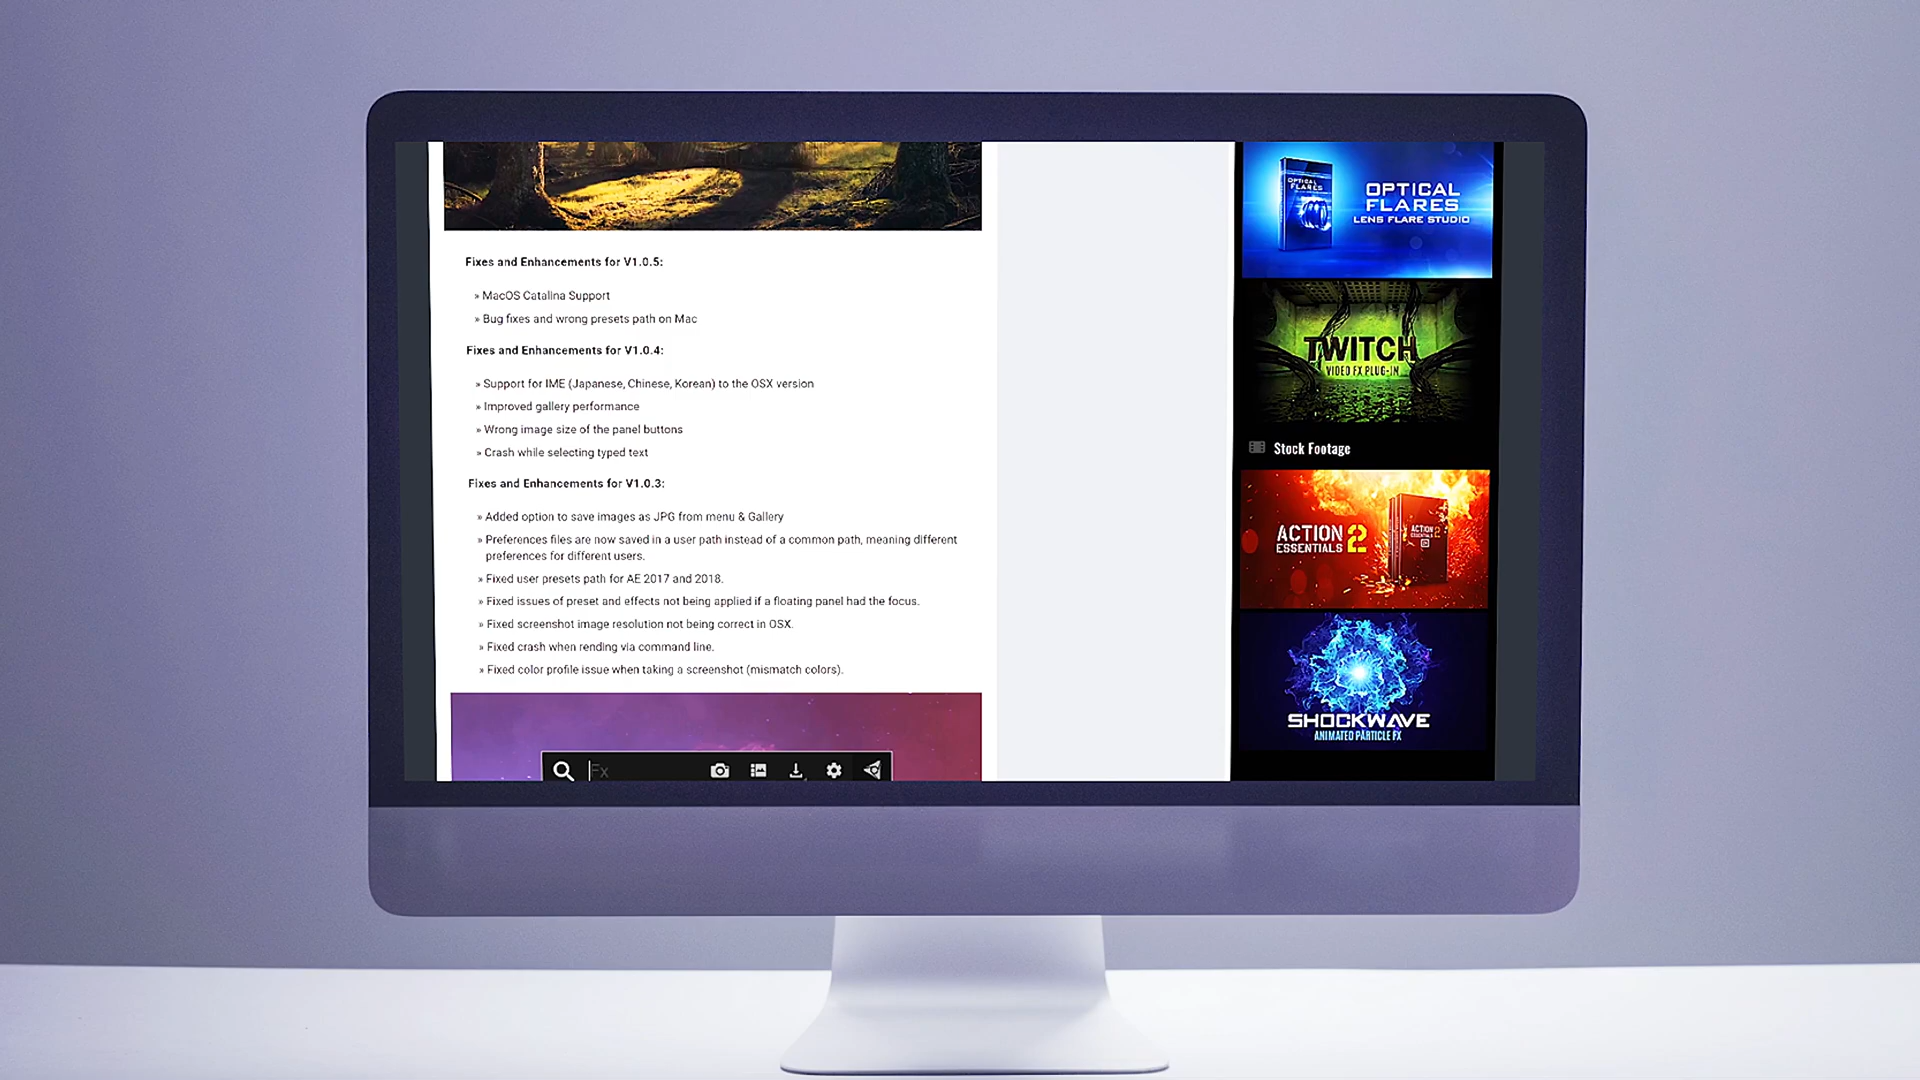 Fixes and Enhancements for V1.0.5:
» MacOS Catalina Support
» Bug fixes and wrong presets path on Mac
Fixes and Enhancements for V1.0.4:
» Support for IME (Japanese, Chinese, Korean) to the OSX version
» Improved gallery performance
» Wrong image size of the panel buttons
» Crash while selecting typed text
Fixes and Enhancements for V1.0.3:
» Added option to save images as JPG from menu & Gallery
» Preferences files are now saved in a user path instead of a common path, meaning different
preferences for different users.
» Fixed user presets path for AE 2017 and 2018.
» Fixed issues of preset and effects not being applied if a floating panel had the focus.
» Fixed screenshot image resolution not being correct in OSX.
» Fixed crash when rending via command line.
» Fixed color profile issue when taking a screenshot (mismatch colors).
Fx
OPTICAL
FLARES
OPTICAL
FLARES
LENS FLARE STUDIO
TWITCH
VIDEO FX PLUG-IN
Stock Footage
ACTION
ESSENTIALS 2
ACTION
ESSENTIALS 2
SHOCKWAVE
ANIMATED PARTICLE FX